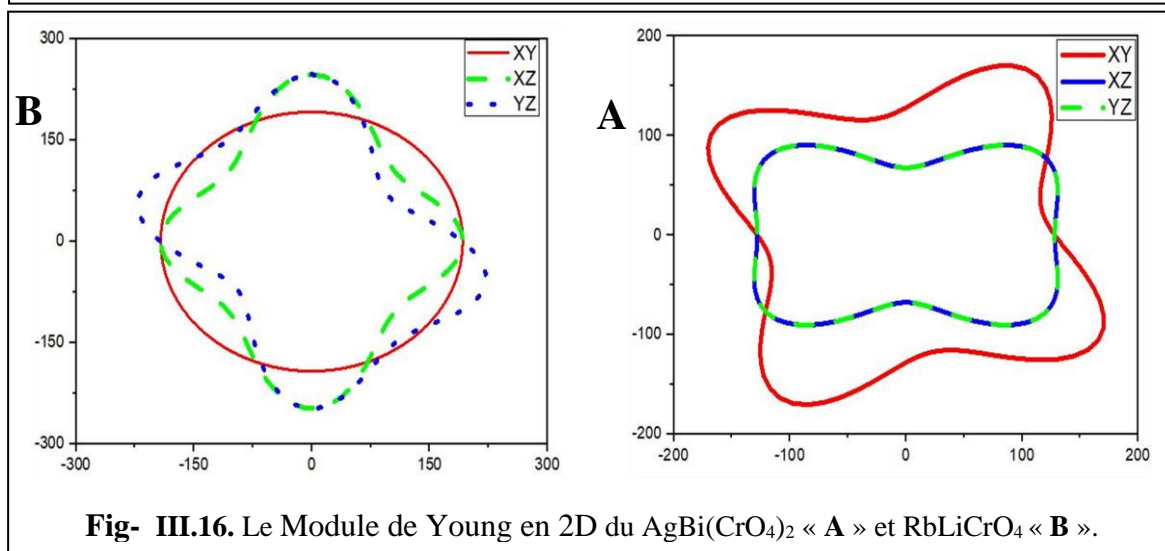 B
300
150
0
-150
-300
-300 -150 0 150 300
XY
XZ
YZ
A
200
100
0
-100
-200
-200 -100 0 100 200
XY
XZ
YZ
Fig- III.16. Le Module de Young en 2D du AgBi(CrO₄)₂ « A » et RbLiCrO₄ « B ».